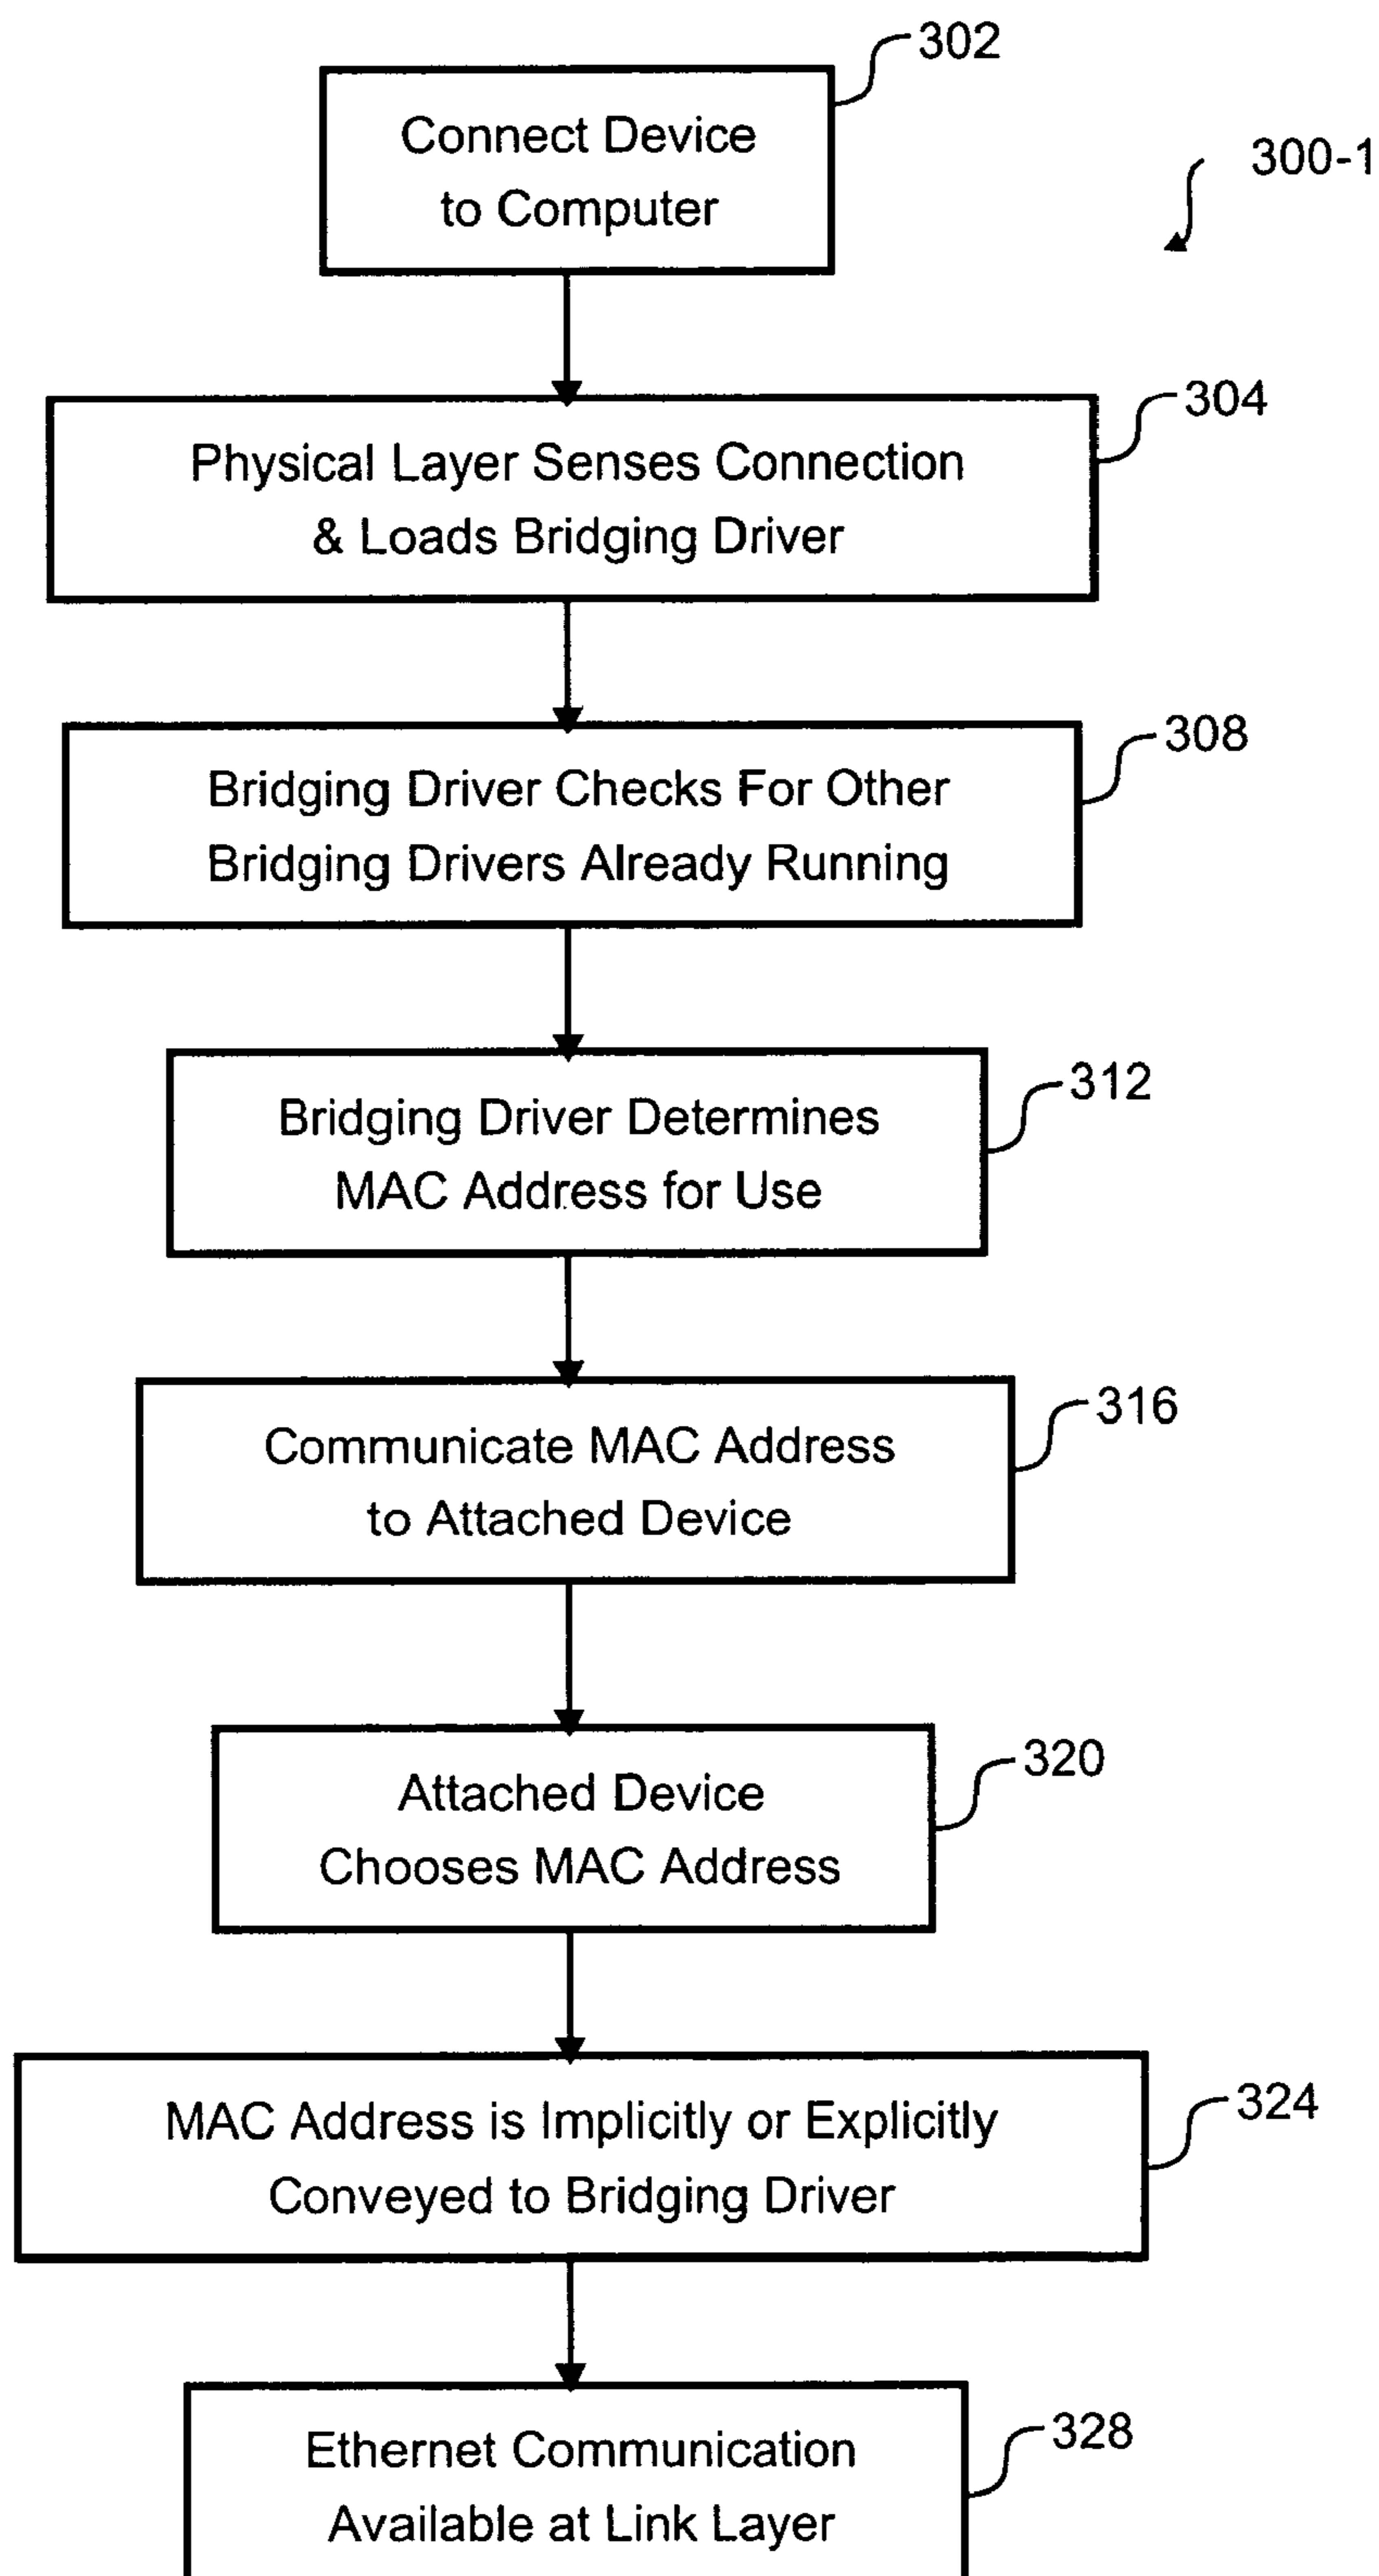 302
Connect Device
to Computer
300-1
304
Physical Layer Senses Connection
& Loads Bridging Driver
308
Bridging Driver Checks For Other
Bridging Drivers Already Running
312
Bridging Driver Determines
MAC Address for Use
316
Communicate MAC Address
to Attached Device
320
Attached Device
Chooses MAC Address
324
MAC Address is Implicitly or Explicitly
Conveyed to Bridging Driver
328
Ethernet Communication
Available at Link Layer